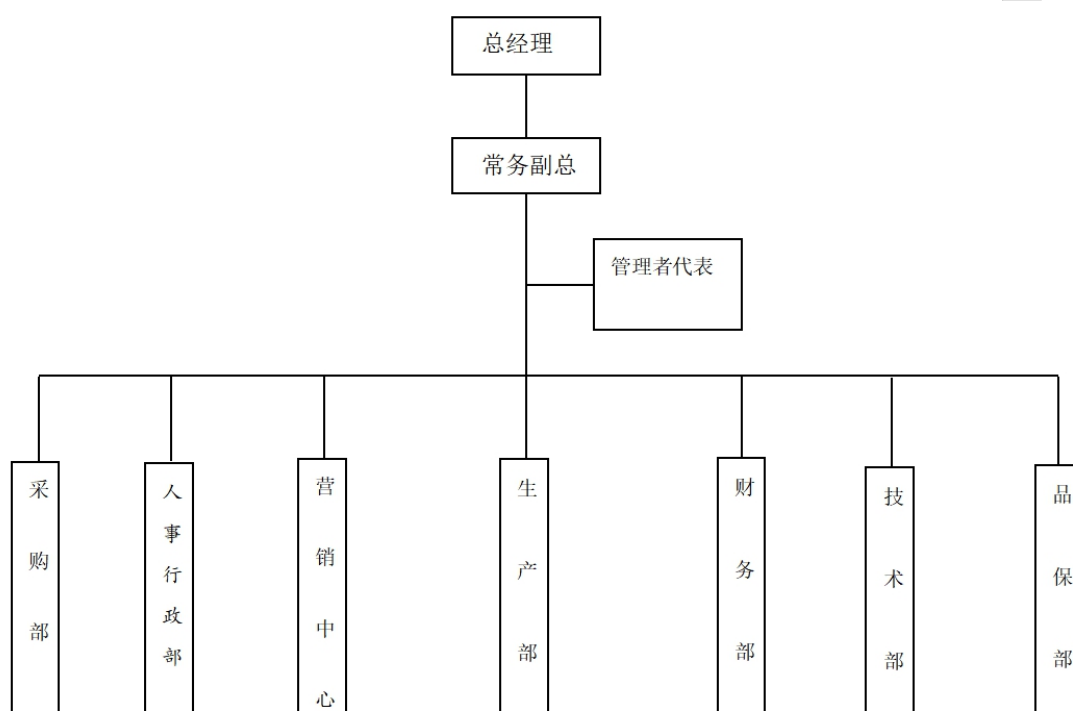 总经理
常务副总
管理者代表
采购部
人事行政部
营销中心
生产部
财务部
技术部
品保部